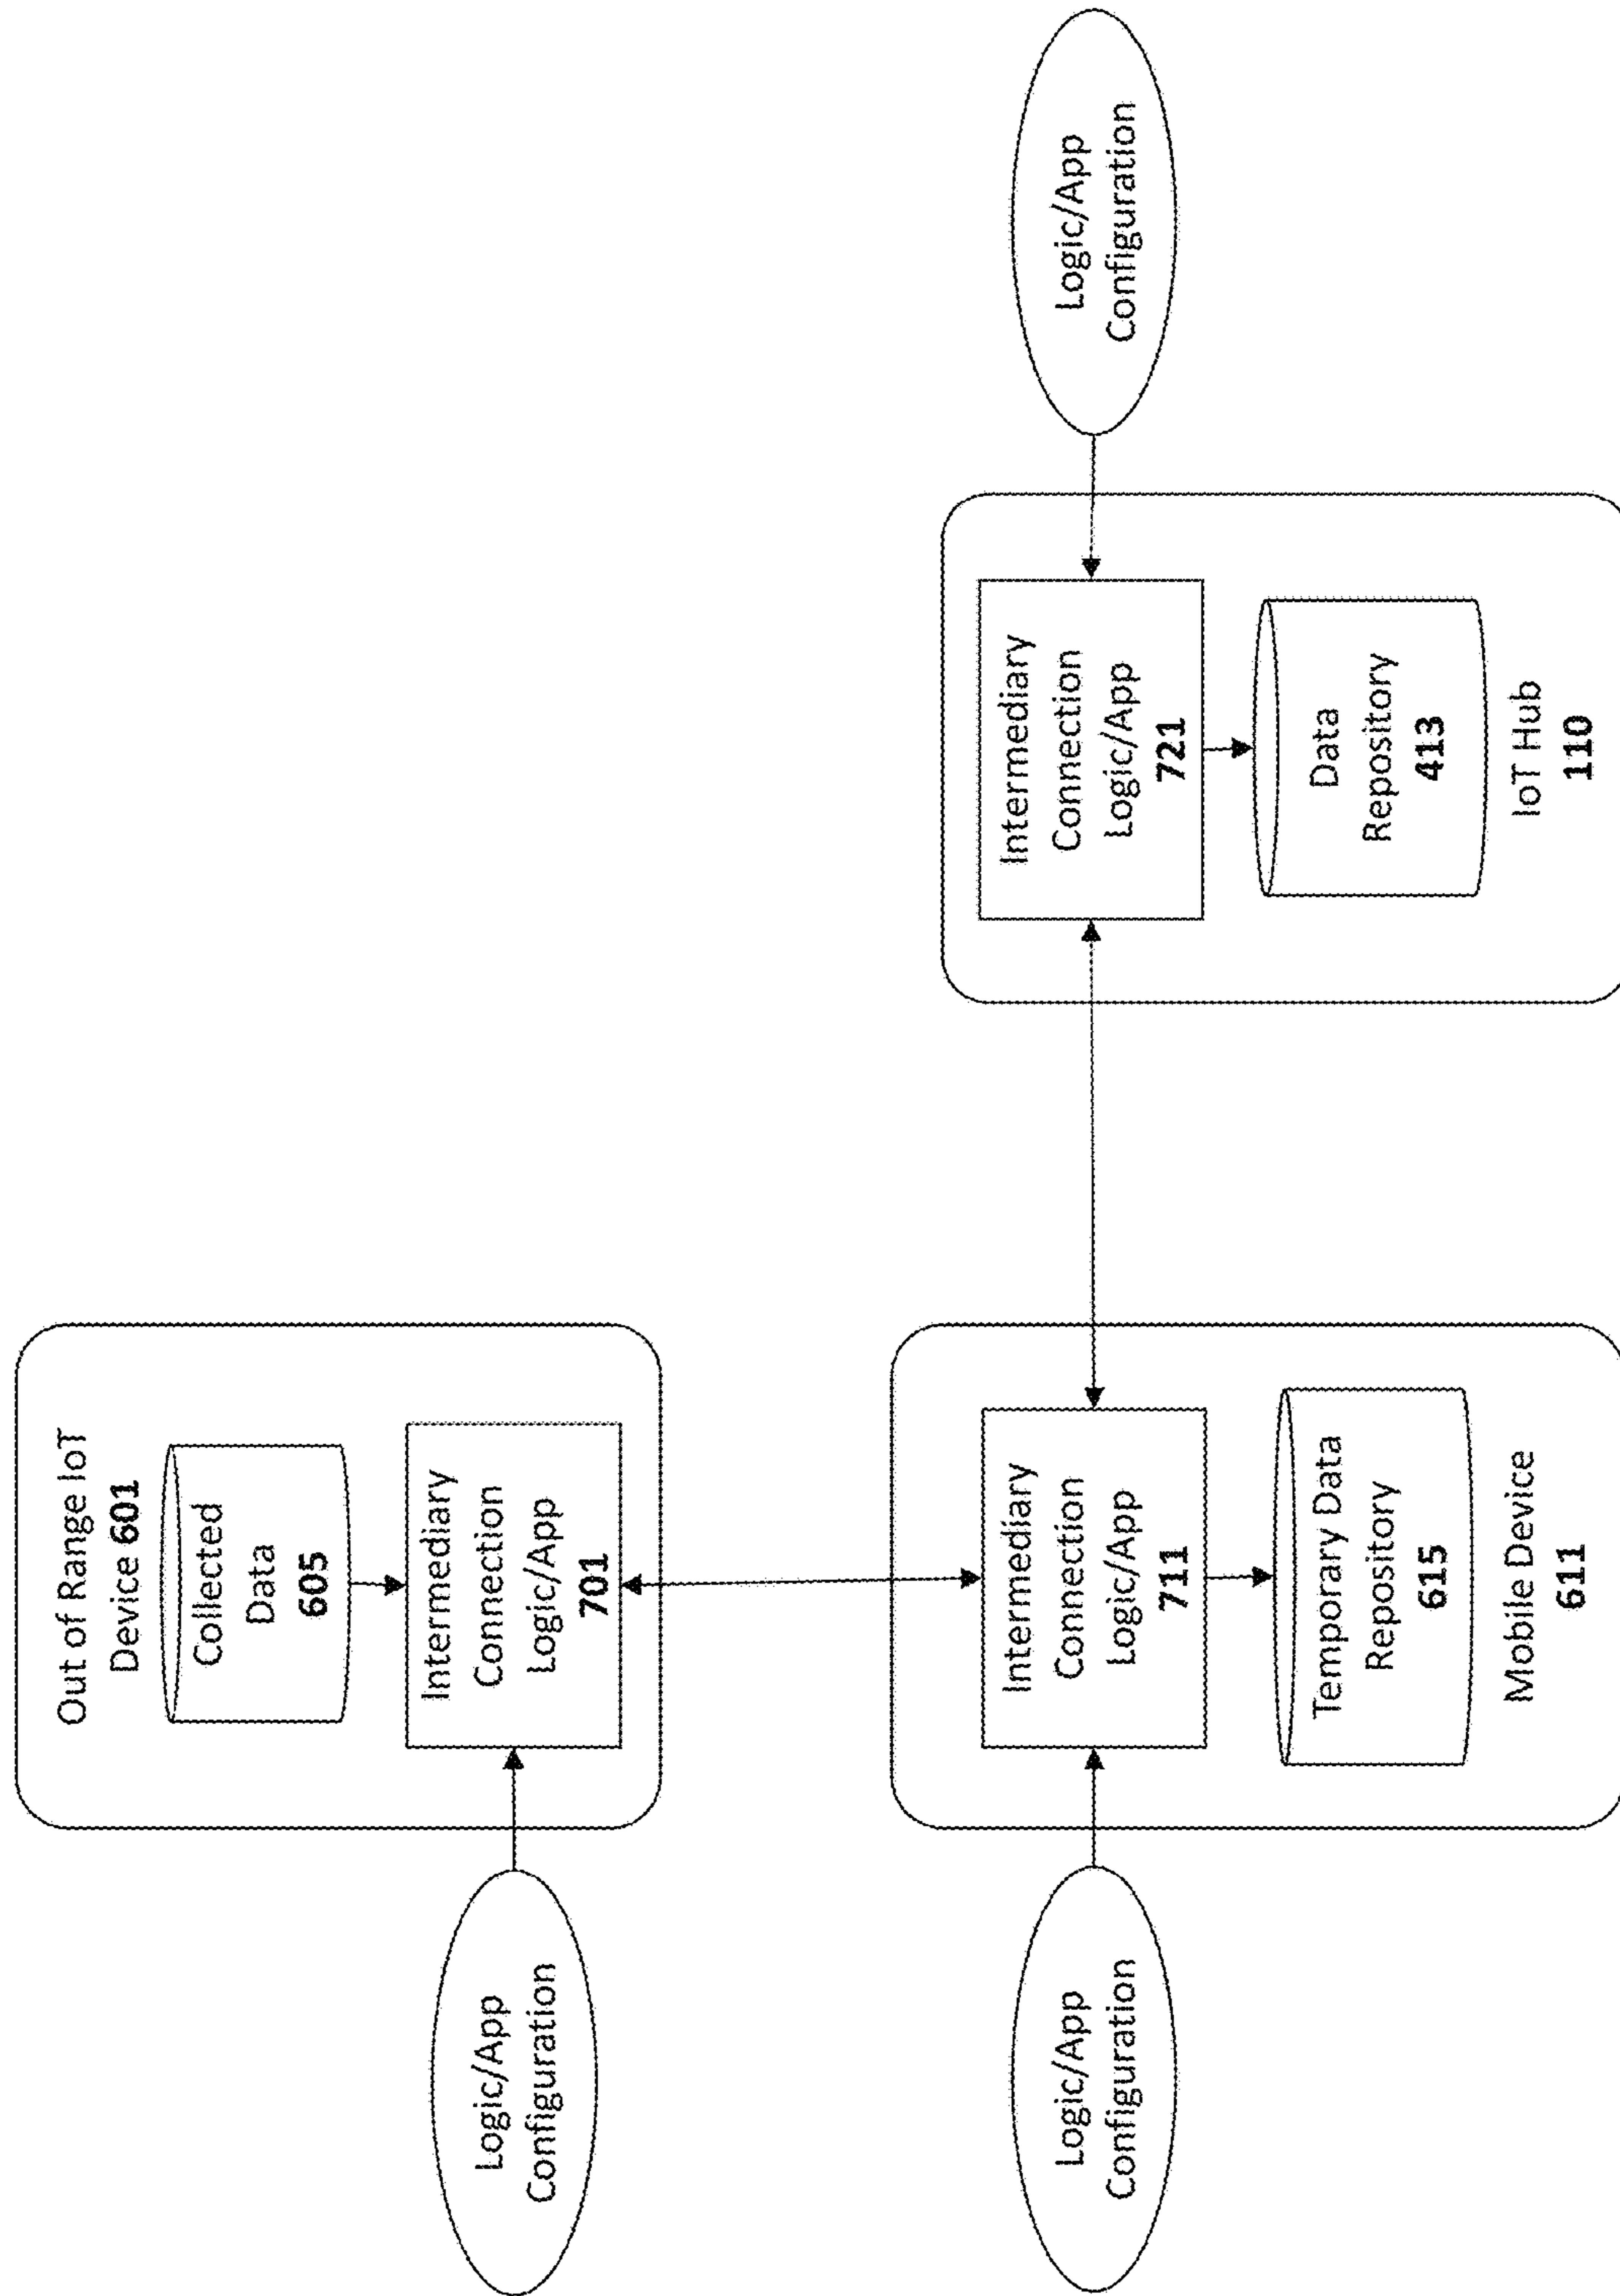 Out of Range IoT
Device 601
Collected
Data
605
Intermediary
Connection
Logic/App
701
Logic/App
Configuration
Logic/App
Configuration
Intermediary
Connection
Logic/App
711
Temporary Data
Repository
615
Mobile Device
611
Intermediary
Connection
Logic/App
721
Data
Repository
413
IoT Hub
110
Logic/App
Configuration